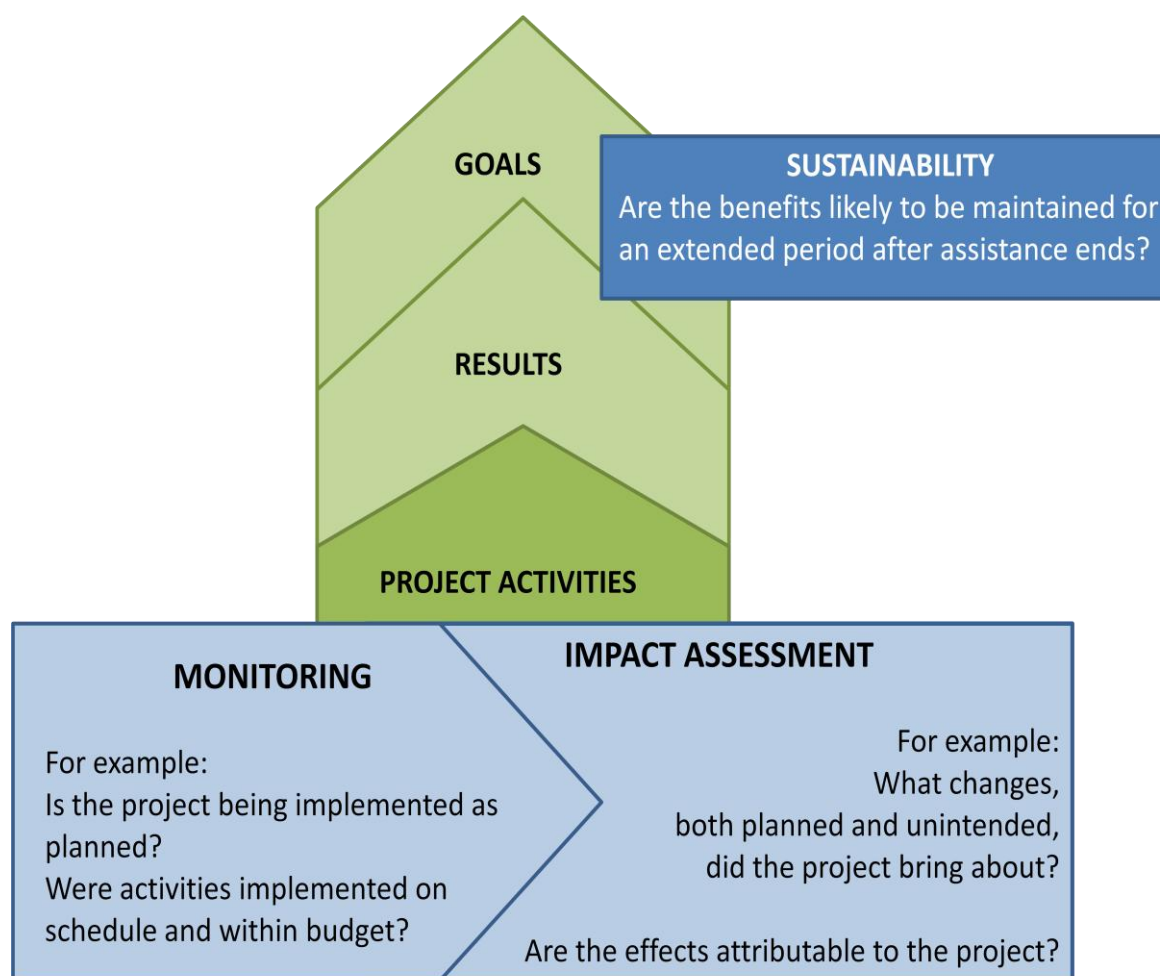 GOALS
SUSTAINABILITY
Are the benefits likely to be maintained for
an extended period after assistance ends?
RESULTS
PROJECT ACTIVITIES
MONITORING
For example:
Is the project being implemented as
planned?
Were activities implemented on
schedule and within budget?
IMPACT ASSESSMENT
For example:
What changes,
both planned and unintended,
did the project bring about?
Are the effects attributable to the project?